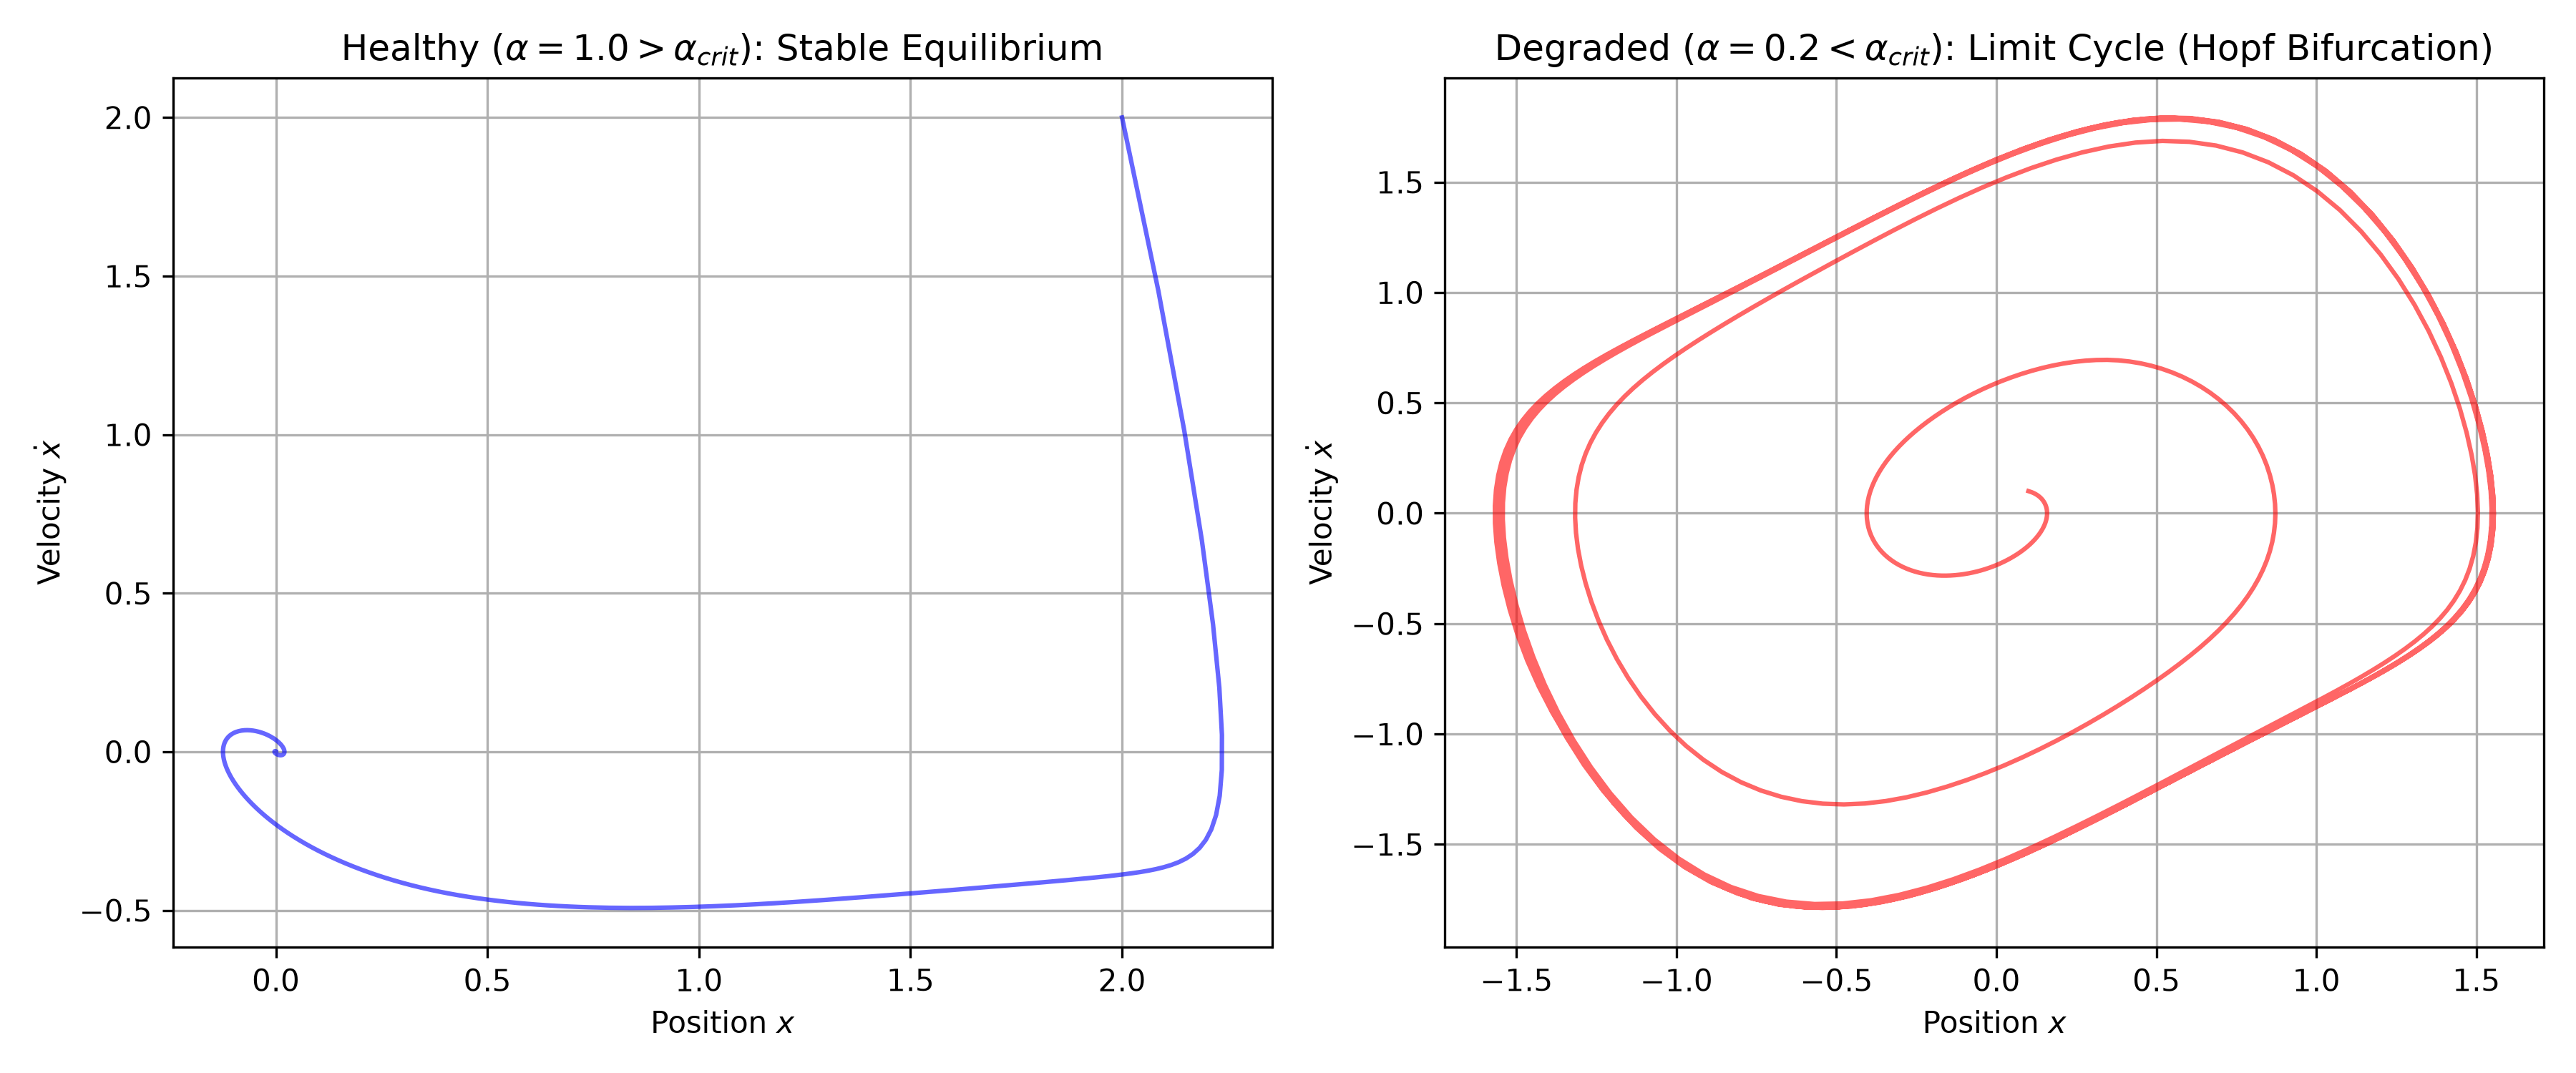 Healthy (α = 1.0 > α_crit): Stable Equilibrium
2.0
1.5
1.0
0.5
0.0
−0.5
Velocity ẋ
0.0 0.5 1.0 1.5 2.0
Position x
Degraded (α = 0.2 < α_crit): Limit Cycle (Hopf Bifurcation)
1.5
1.0
0.5
0.0
−0.5
−1.0
−1.5
Velocity ẋ
−1.5 −1.0 −0.5 0.0 0.5 1.0 1.5
Position x